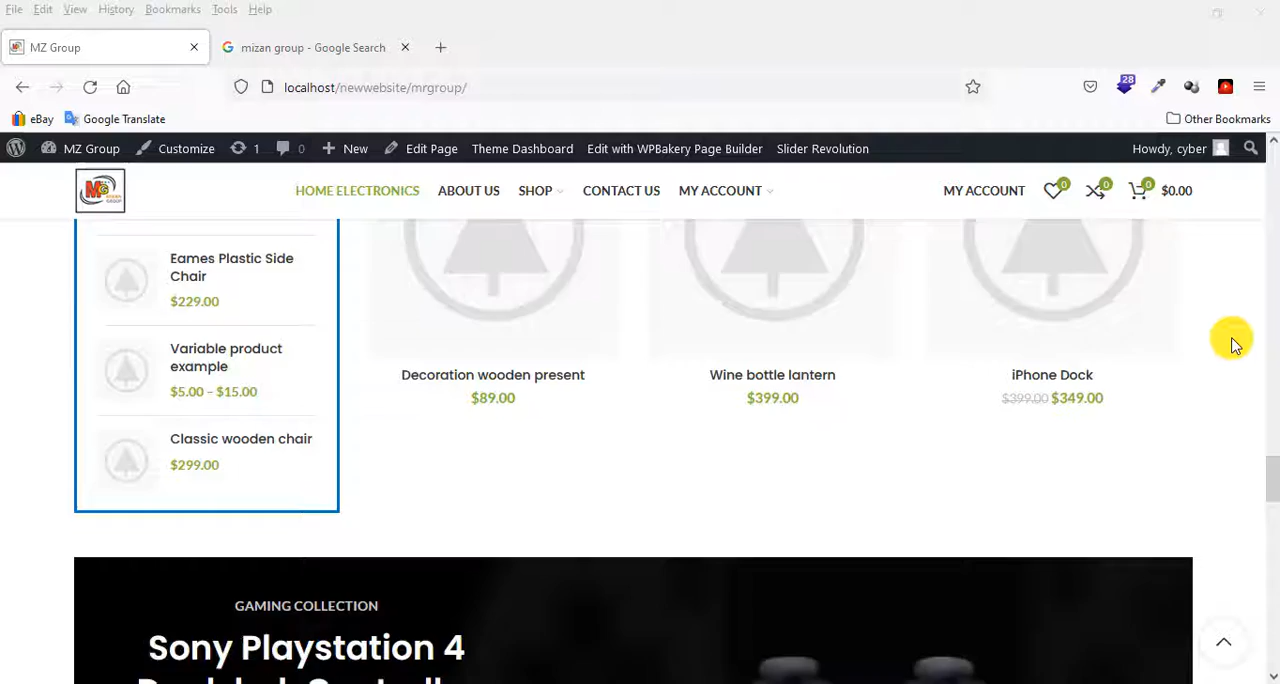 File Edit View History Bookmarks Tools Help
MZ Group
mizan group - Google Search
localhost/newwebsite/mrgroup/
28
eBay
Google Translate
Other Bookmarks
MZ Group
Customize
1
0
New
Edit Page
Theme Dashboard
Edit with WPBakery Page Builder
Slider Revolution
Howdy, cyber
HOME ELECTRONICS
ABOUT US
SHOP
CONTACT US
MY ACCOUNT
MY ACCOUNT
0
0
0
$0.00
Eames Plastic Side
Chair
$229.00
Variable product
example
$5.00 – $15.00
Classic wooden chair
$299.00
Decoration wooden present
$89.00
Wine bottle lantern
$399.00
iPhone Dock
$399.00 $349.00
GAMING COLLECTION
Sony Playstation 4